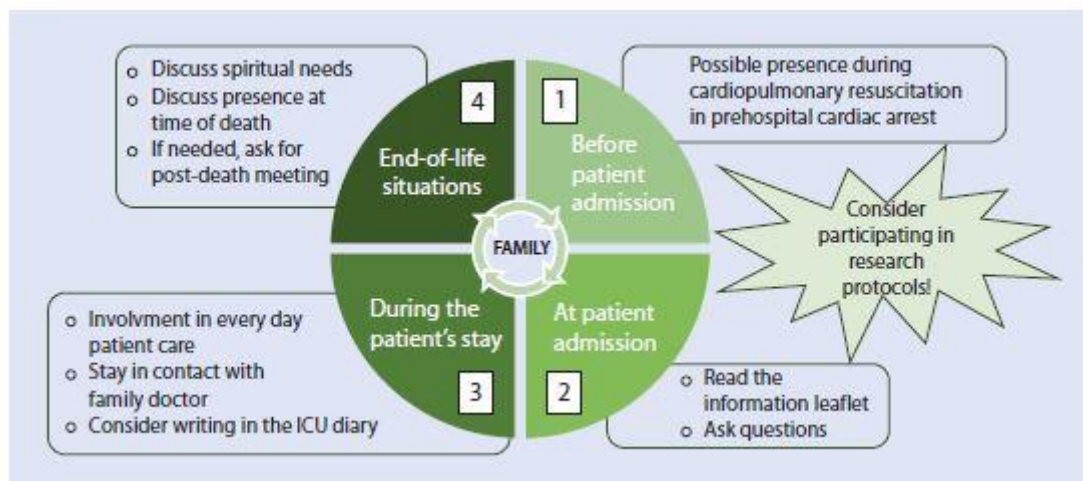 1
Before
patient
admission
Possible presence during
cardiopulmonary resuscitation
in prehospital cardiac arrest
Consider
participating in
research
protocols!
At patient
admission
2
o Read the
information leaflet
o Ask questions
During the
patient's stay
3
o Involvment in every day
patient care
o Stay in contact with
family doctor
o Consider writing in the ICU diary
4
End-of-life
situations
o Discuss spiritual needs
o Discuss presence at
time of death
o If needed, ask for
post-death meeting
FAMILY